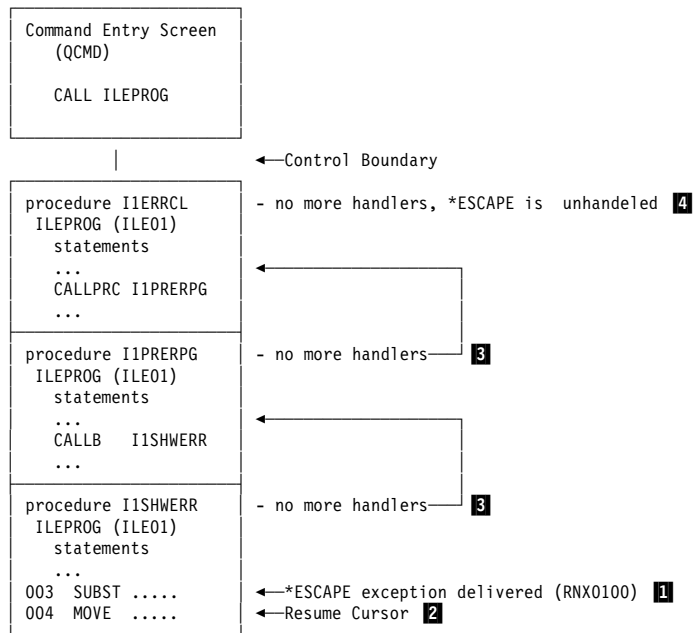 Command Entry Screen
(QCMD)
CALL ILEPROG
Control Boundary
procedure I1ERRCL - no more handlers, *ESCAPE is unhandeled 4
ILEPROG (ILE01)
statements
...
CALLPRC I1PRERPG
...
procedure I1PRERPG - no more handlers 3
ILEPROG (ILE01)
statements
...
CALLB I1SHWERR
...
procedure I1SHWERR - no more handlers 3
ILEPROG (ILE01)
statements
...
003 SUBST ..... *ESCAPE exception delivered (RNX0100) 1
004 MOVE ..... Resume Cursor 2